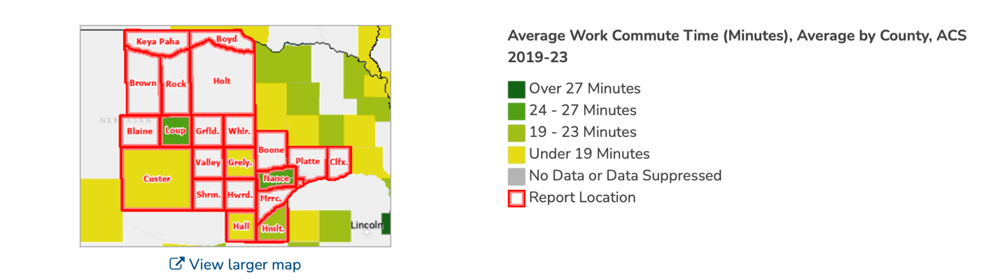 Average Work Commute Time (Minutes), Average by County, ACS
2019-23
Over 27 Minutes
24 - 27 Minutes
19 - 23 Minutes
Under 19 Minutes
No Data or Data Suppressed
Report Location
Keya Paha
Boyd
Brown
Rock
Holt
NEBRASKA
Blaine
Loup
Grfld.
Whlr.
Boone
Custer
Valley
Grely.
Platte
Clfx.
Nance
Shrm.
Hwrd.
Mrrc.
Hall
Hmlt.
Lincoln
View larger map